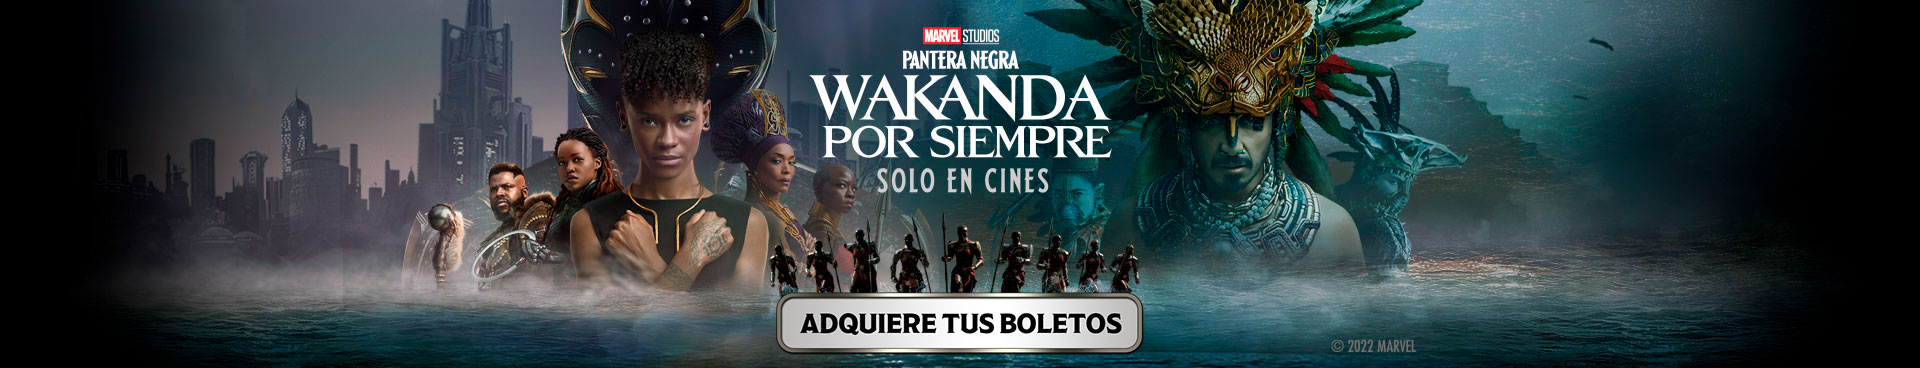 MARVEL STUDIOS
PANTERA NEGRA
WAKANDA
POR SIEMPRE
SOLO EN CINES
ADQUIERE TUS BOLETOS
© 2022 MARVEL